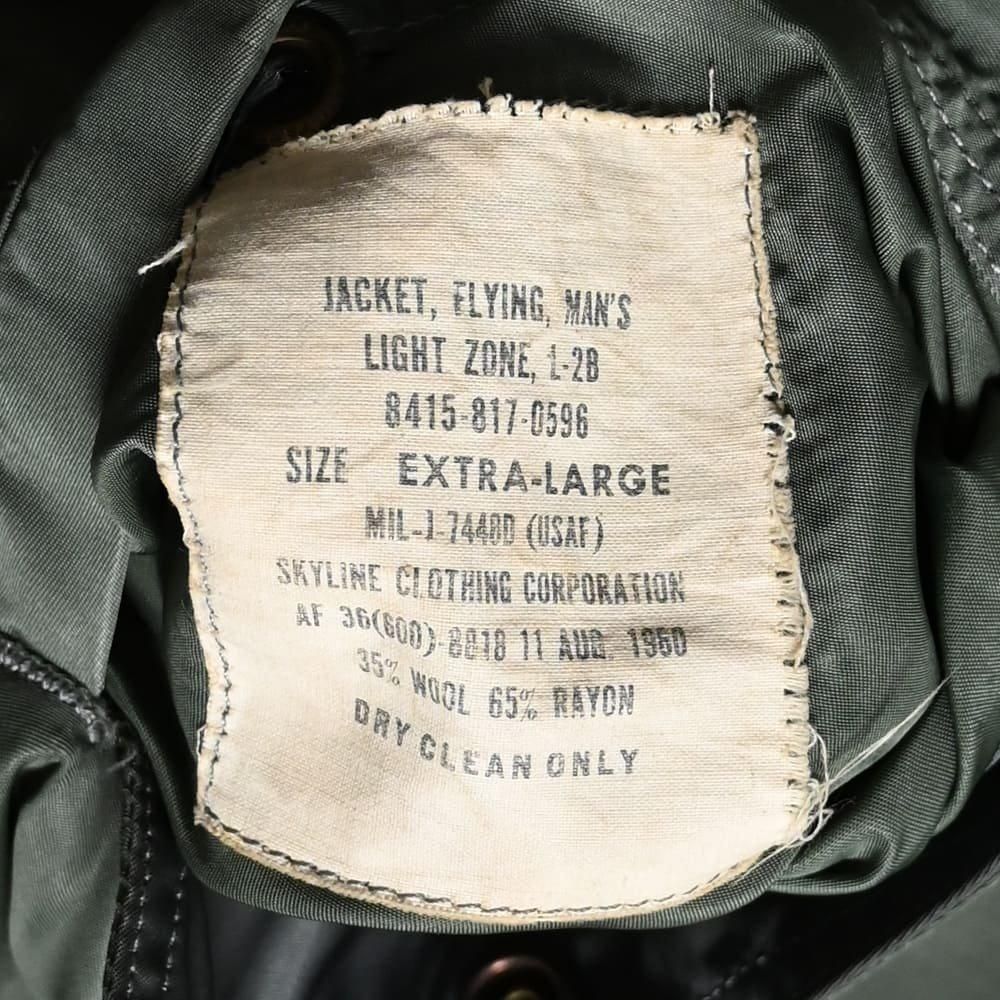 JACKET, FLYING, MAN'S
LIGHT ZONE, L-2B
8415-817-0596
SIZE EXTRA-LARGE
MIL-J-7448D (USAF)
SKYLINE CLOTHING CORPORATION
AF 36(600)-8818 11 AUG. 1960
35% WOOL 65% RAYON
DRY CLEAN ONLY